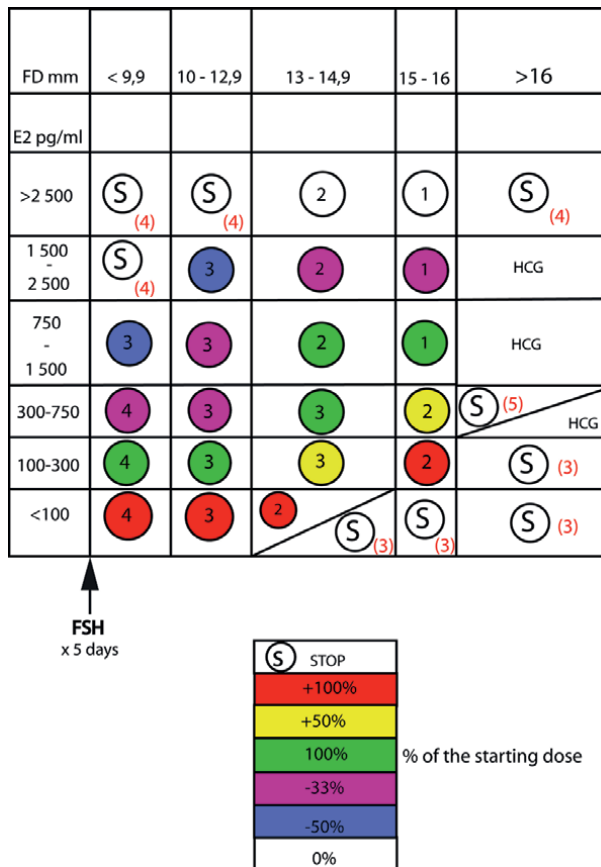 FD mm < 9,9 10 - 12,9 13 - 14,9 15 - 16 >16
E2 pg/ml
>2 500 S (4) S (4) 2 1 S (4)
1 500 - 2 500 S (4) 3 2 1 HCG
750 - 1 500 3 3 2 1 HCG
300-750 4 3 3 2 S (5) HCG
100-300 4 3 3 2 S (3)
<100 4 3 2 S (3) S (3) S (3)
FSH
x 5 days
S STOP
+100%
+50%
100% % of the starting dose
-33%
-50%
0%